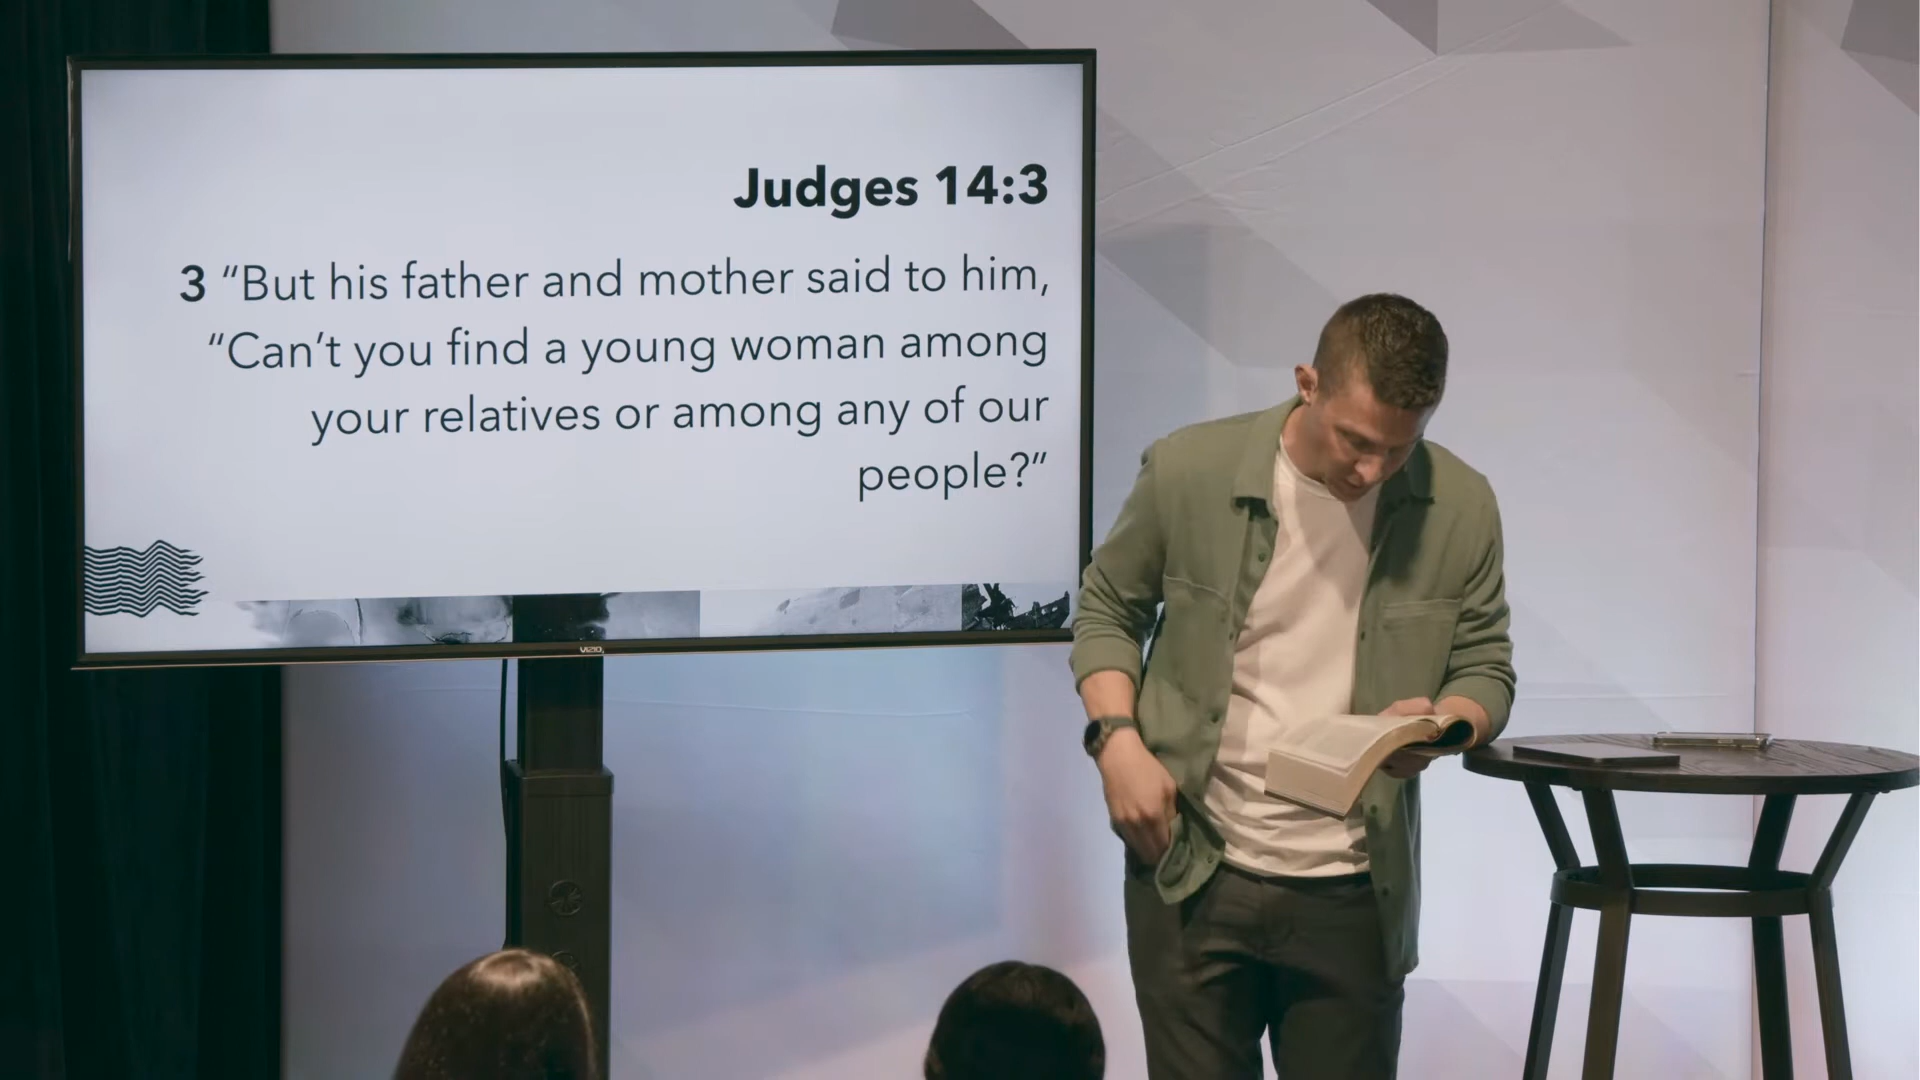 Judges 14:3
3 “But his father and mother said to him,
“Can’t you find a young woman among
your relatives or among any of our
people?”
VIZIO